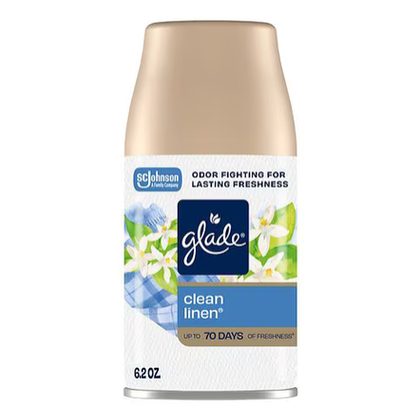 SC Johnson
A Family Company
ODOR FIGHTING FOR
LASTING FRESHNESS
glade®
clean
linen®
UP TO 70 DAYS OF FRESHNESS*
6.2 OZ.